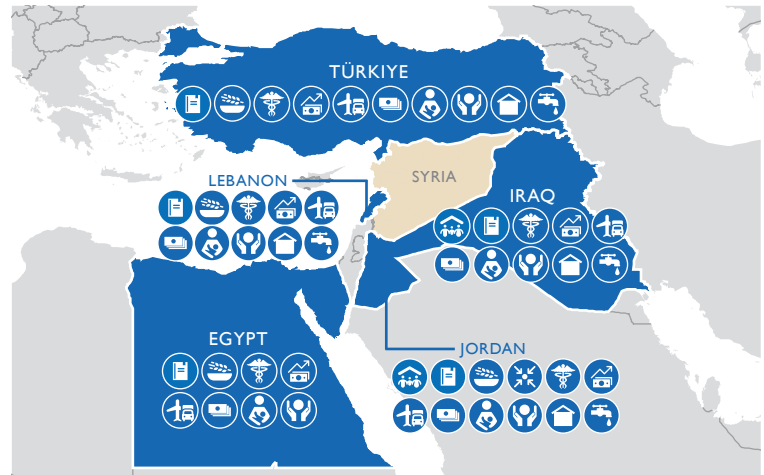 TÜRKIYE
LEBANON
SYRIA
IRAQ
EGYPT
JORDAN